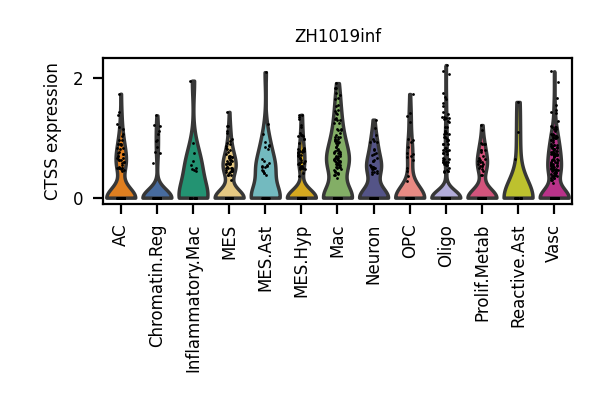 ZH1019inf
CTSS expression
2
0
AC
Chromatin.Reg
Inflammatory.Mac
MES
MES.Ast
MES.Hyp
Mac
Neuron
OPC
Oligo
Prolif.Metab
Reactive.Ast
Vasc